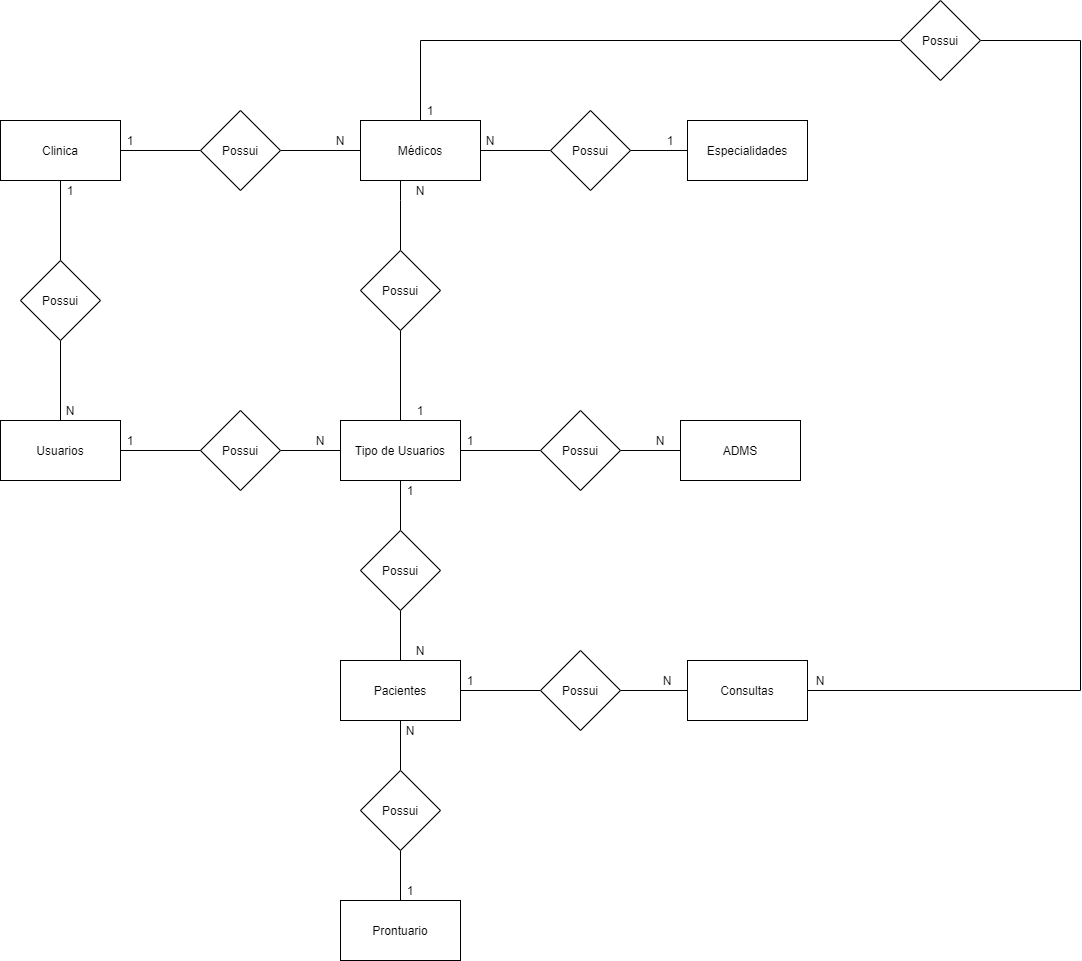 Possui
1
Clinica
1
Possui
N
Médicos
N
Possui
1
Especialidades
1
N
Possui
Possui
N
1
Usuarios
1
Possui
N
Tipo de Usuarios
1
Possui
N
ADMS
1
Possui
N
Pacientes
1
Possui
N
Consultas
N
N
Possui
1
Prontuario